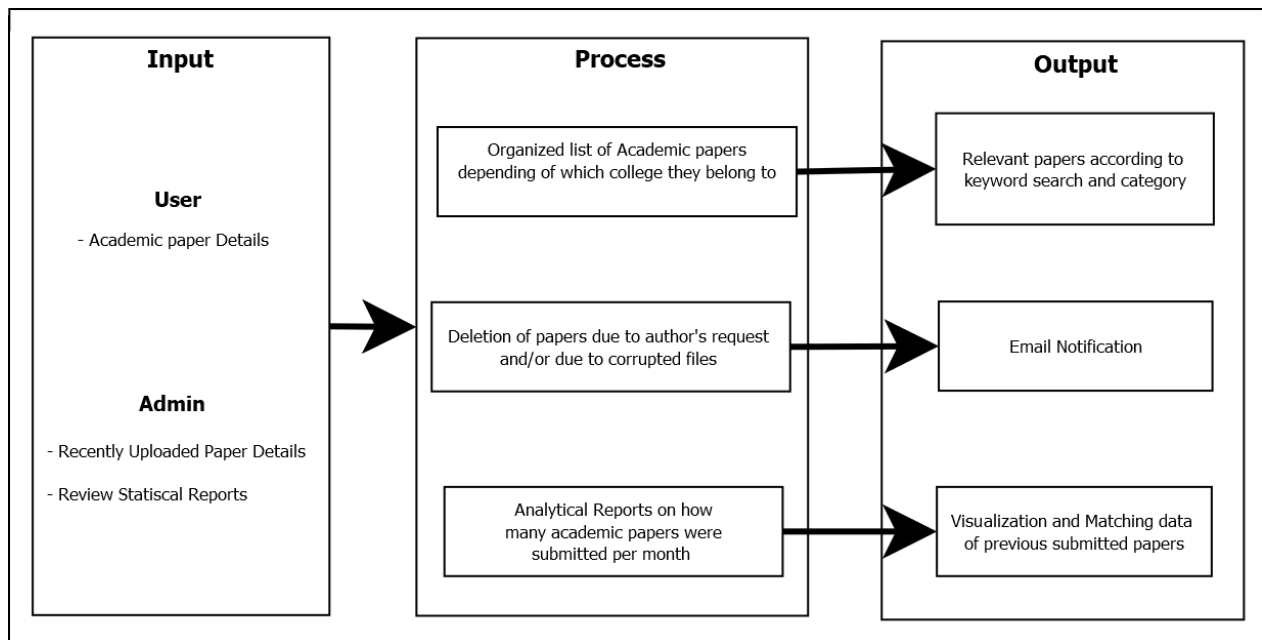 Input
User
- Academic paper Details
Admin
- Recently Uploaded Paper Details
- Review Statiscal Reports
Process
Organized list of Academic papers
depending of which college they belong to
Deletion of papers due to author's request
and/or due to corrupted files
Analytical Reports on how
many academic papers were
submitted per month
Output
Relevant papers according to
keyword search and category
Email Notification
Visualization and Matching data
of previous submitted papers